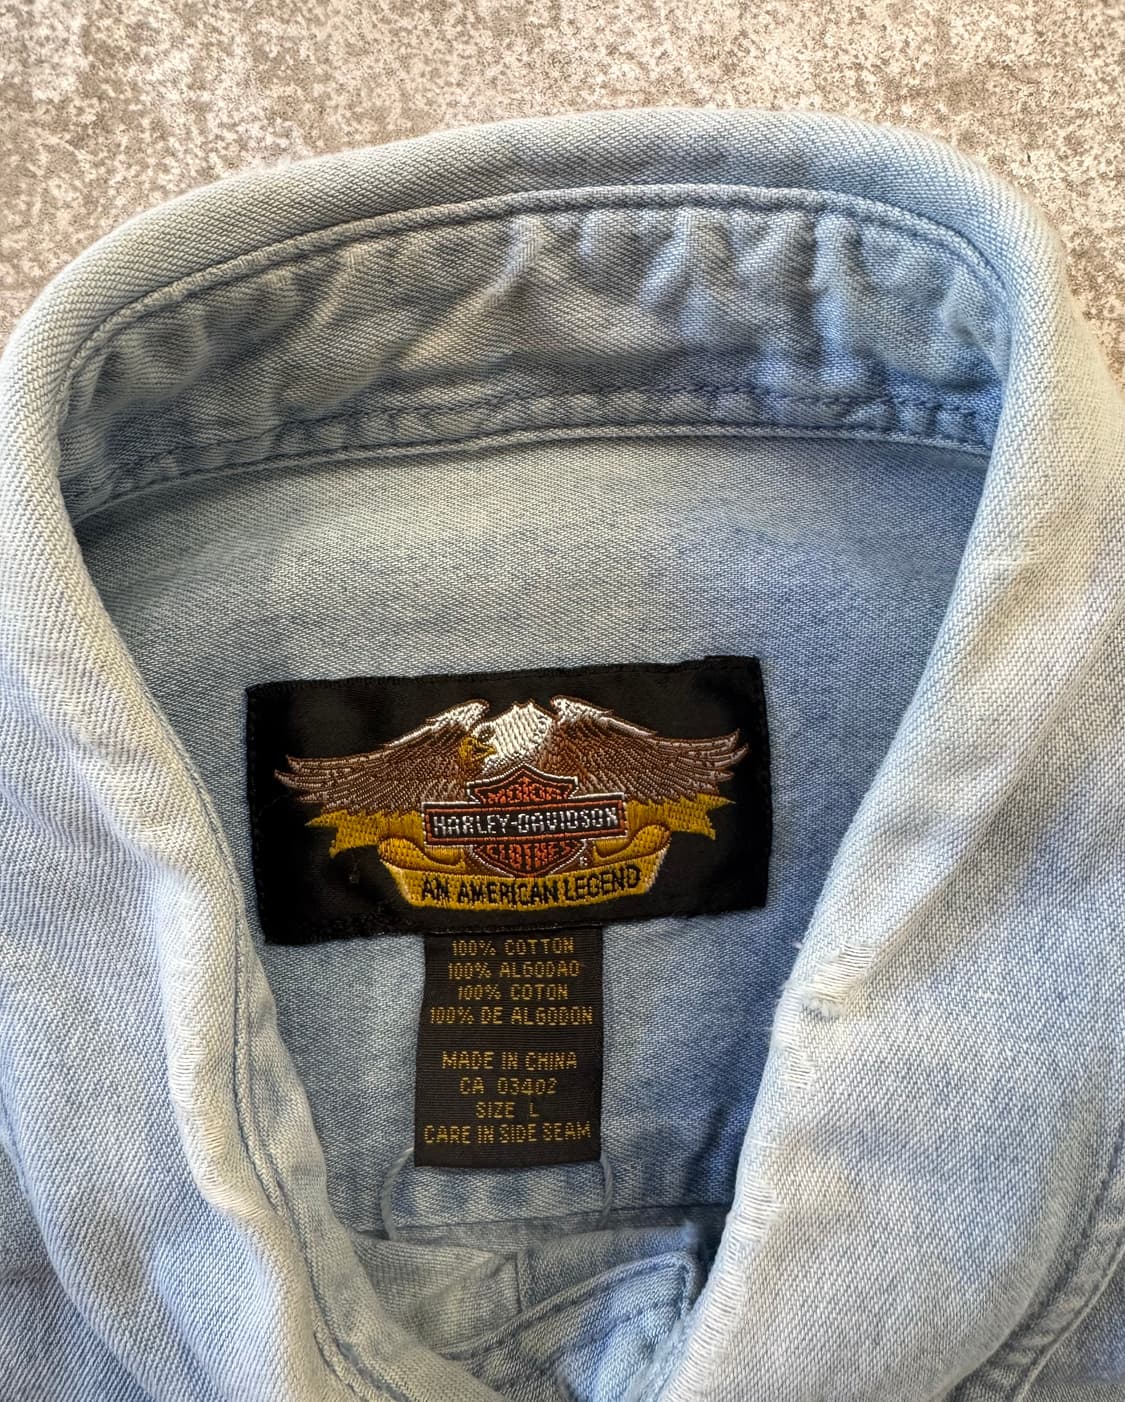 MOTOR
HARLEY-DAVIDSON
CLOTHES
®
AN AMERICAN LEGEND
100% COTTON
100% ALGODAO
100% COTON
100% DE ALGODON
MADE IN CHINA
CA 03402
SIZE L
CARE IN SIDE SEAM